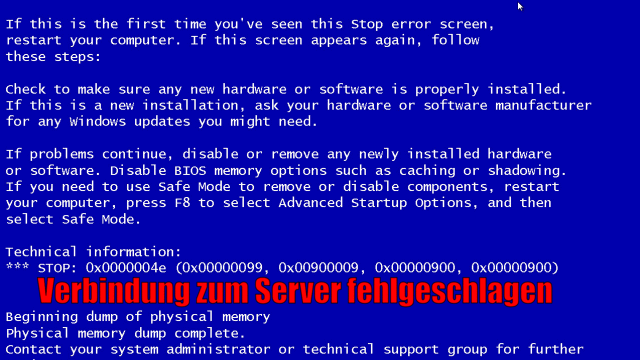 If this is the first time you've seen this Stop error screen,
restart your computer. If this screen appears again, follow
these steps:
Check to make sure any new hardware or software is properly installed.
If this is a new installation, ask your hardware or software manufacturer
for any Windows updates you might need.
If problems continue, disable or remove any newly installed hardware
or software. Disable BIOS memory options such as caching or shadowing.
If you need to use Safe Mode to remove or disable components, restart
your computer, press F8 to select Advanced Startup Options, and then
select Safe Mode.
Technical information:
*** STOP: 0x0000004e (0x00000099, 0x00900009, 0x00000900, 0x00000900)
Verbindung zum Server fehlgeschlagen
Beginning dump of physical memory
Physical memory dump complete.
Contact your system administrator or technical support group for further